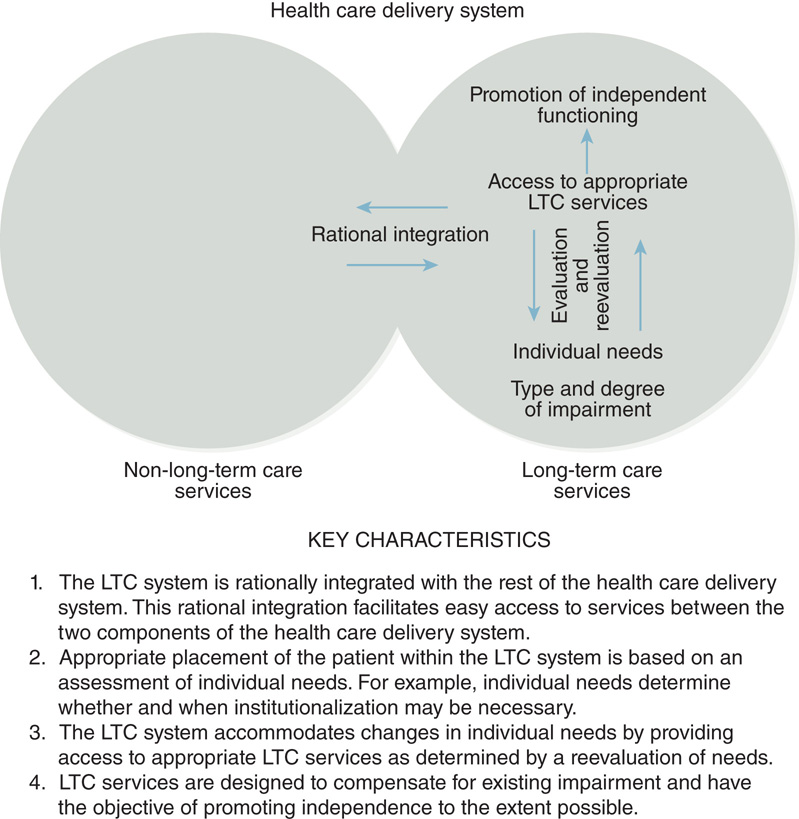 Health care delivery system
Promotion of independent
functioning
Access to appropriate
LTC services
Rational integration
Evaluation
and
reevaluation
Individual needs
Type and degree
of impairment
Non-long-term care
services
Long-term care
services
KEY CHARACTERISTICS
1. The LTC system is rationally integrated with the rest of the health care delivery
system. This rational integration facilitates easy access to services between the
two components of the health care delivery system.
2. Appropriate placement of the patient within the LTC system is based on an
assessment of individual needs. For example, individual needs determine
whether and when institutionalization may be necessary.
3. The LTC system accommodates changes in individual needs by providing
access to appropriate LTC services as determined by a reevaluation of needs.
4. LTC services are designed to compensate for existing impairment and have
the objective of promoting independence to the extent possible.